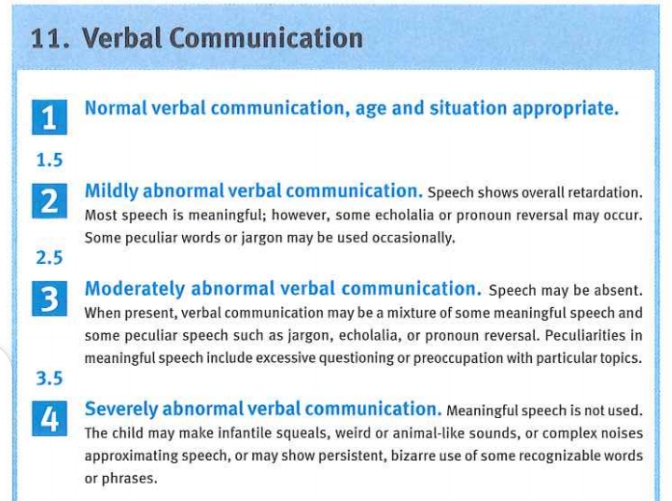 11. Verbal Communication
1 Normal verbal communication, age and situation appropriate.
1.5
2 Mildly abnormal verbal communication. Speech shows overall retardation.
Most speech is meaningful; however, some echolalia or pronoun reversal may occur.
Some peculiar words or jargon may be used occasionally.
2.5
3 Moderately abnormal verbal communication. Speech may be absent.
When present, verbal communication may be a mixture of some meaningful speech and
some peculiar speech such as jargon, echolalia, or pronoun reversal. Peculiarities in
meaningful speech include excessive questioning or preoccupation with particular topics.
3.5
4 Severely abnormal verbal communication. Meaningful speech is not used.
The child may make infantile squeals, weird or animal-like sounds, or complex noises
approximating speech, or may show persistent, bizarre use of some recognizable words
or phrases.